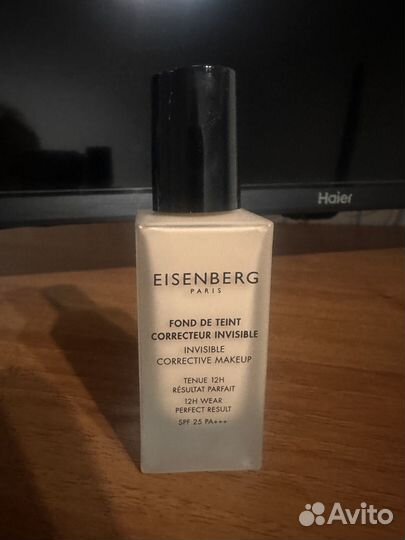 Haier
EISENBERG
PARIS
FOND DE TEINT
CORRECTEUR INVISIBLE
INVISIBLE
CORRECTIVE MAKEUP
TENUE 12H
RÉSULTAT PARFAIT
12H WEAR
PERFECT RESULT
SPF 25 PA+++
Avito